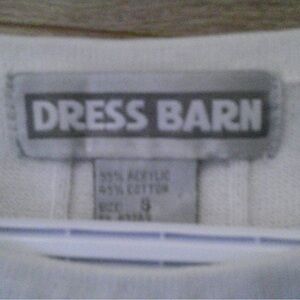 DRESS BARN
55% ACRYLIC
45% COTTON
SIZE: S